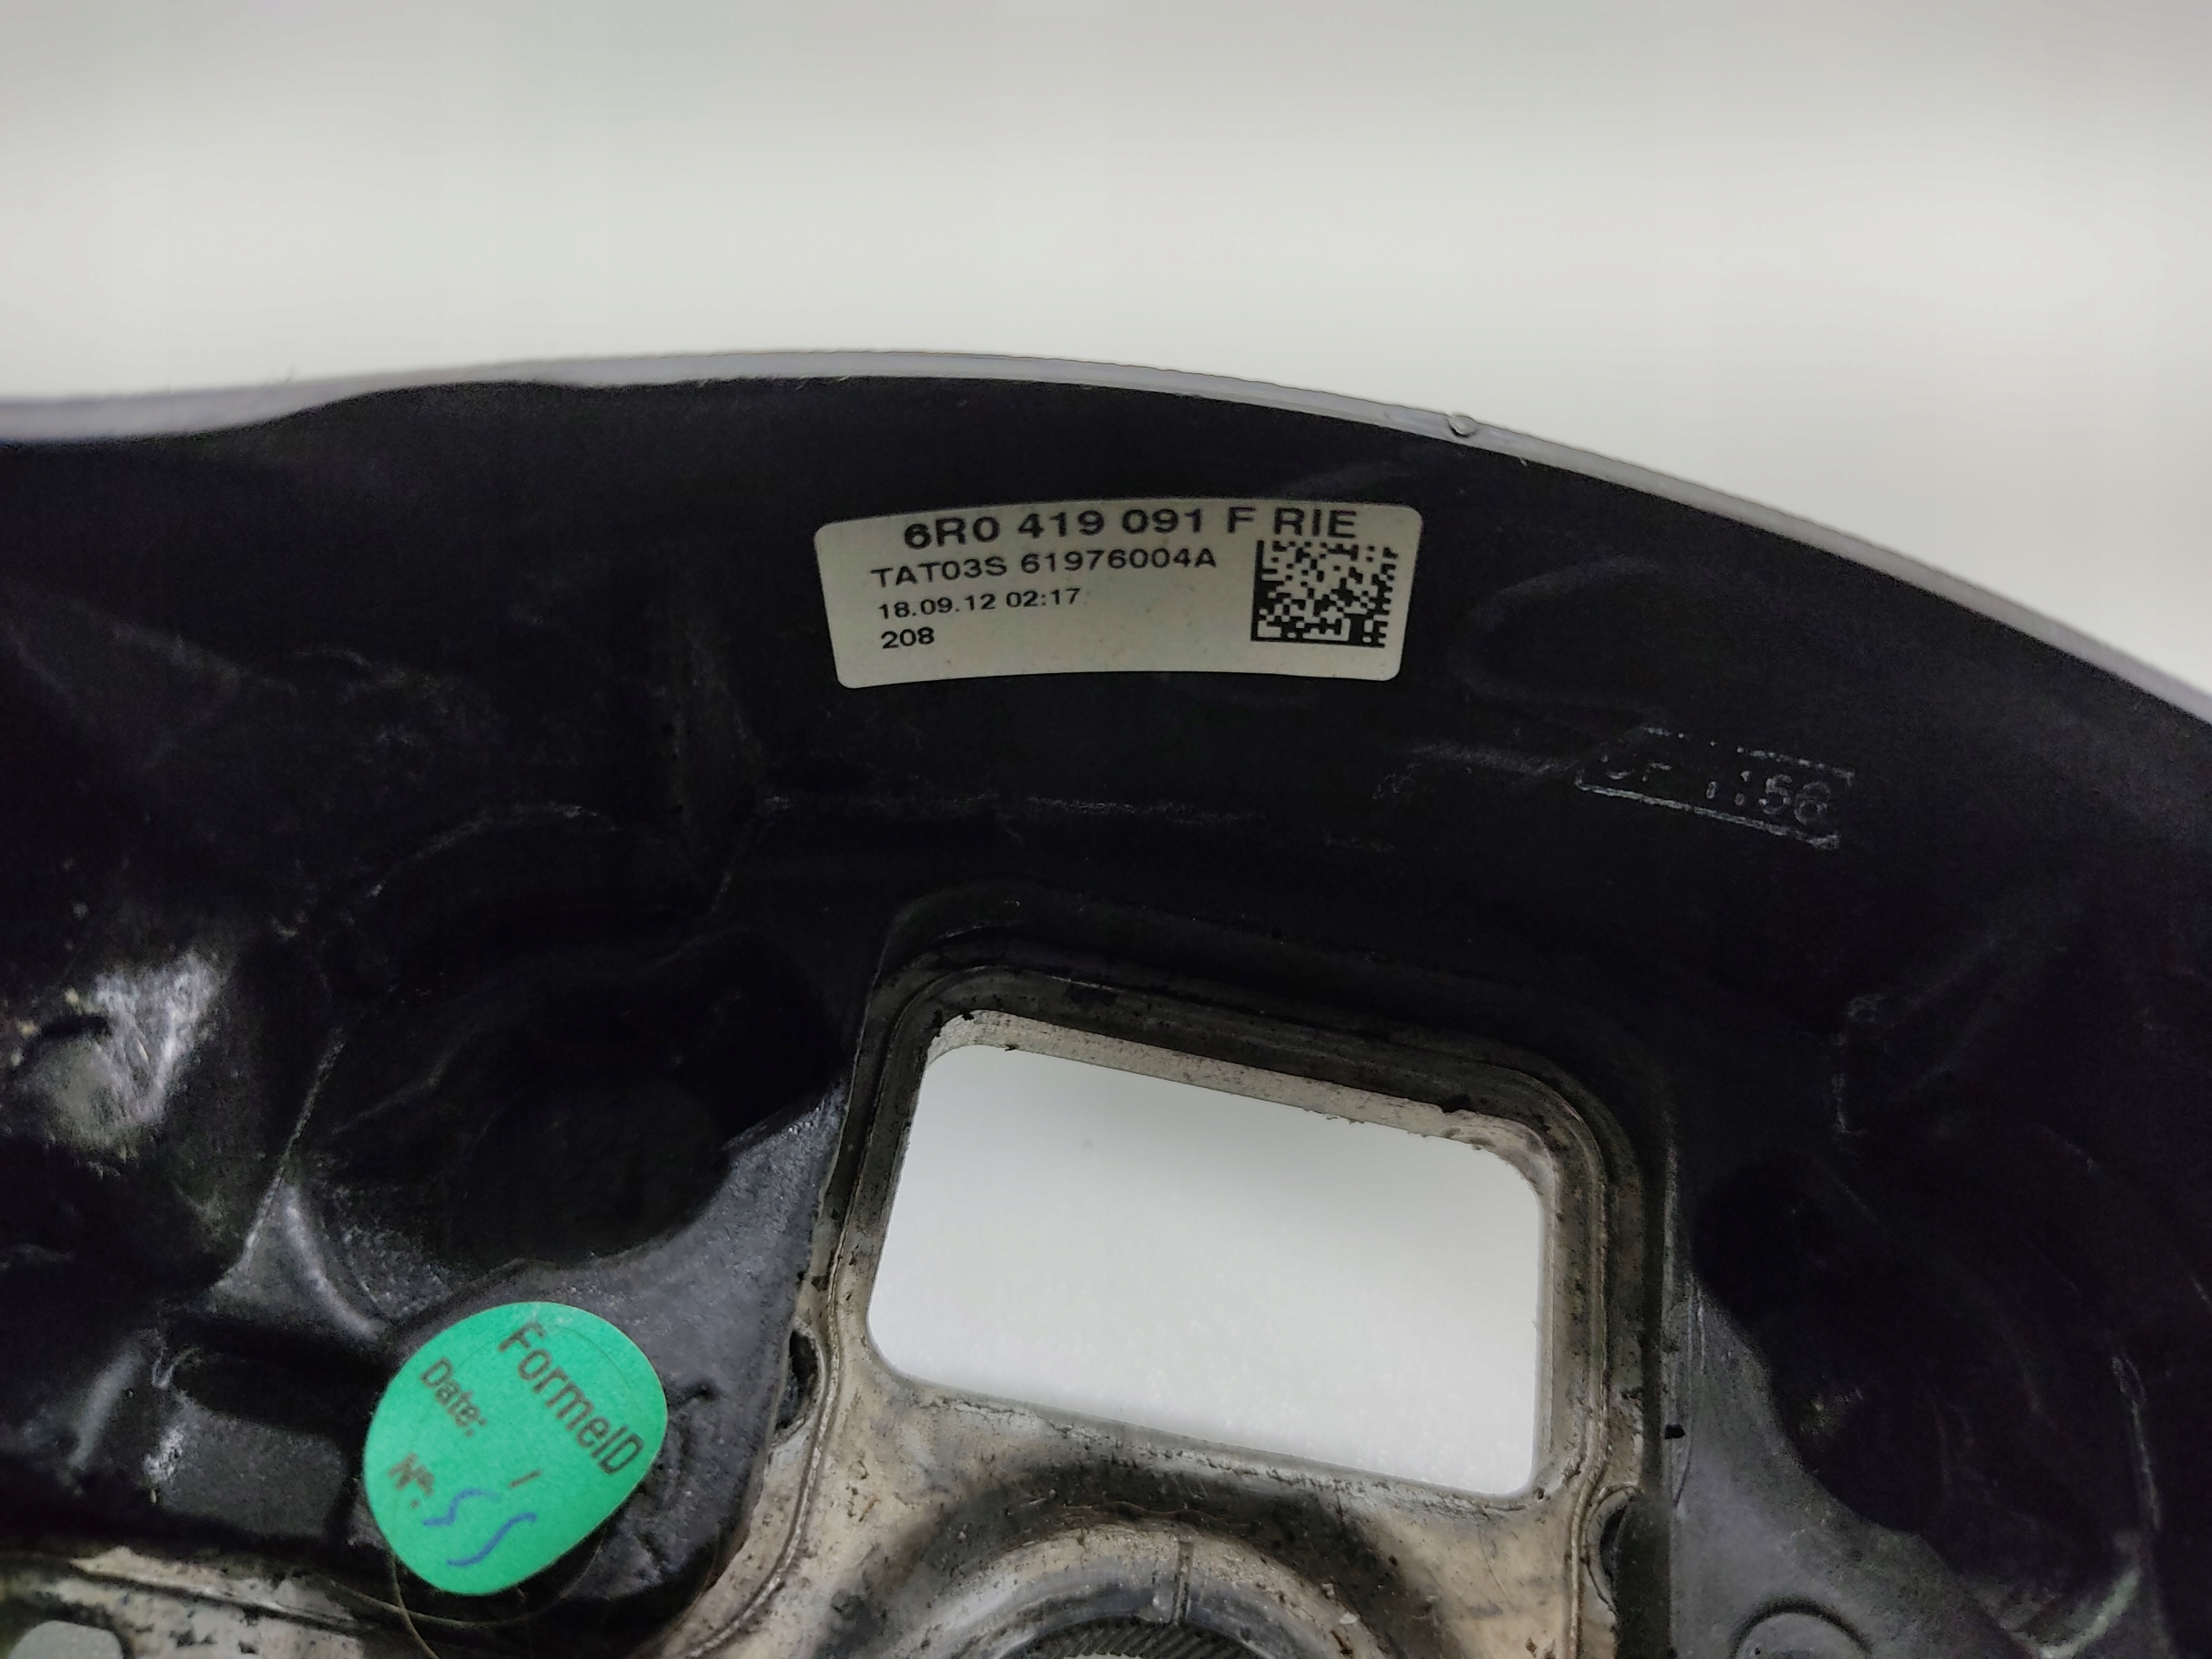 6R0 419 091 F RIE
TAT03S 61976004A
18.09.12 02:17
208
FormeID
Date:
N°: